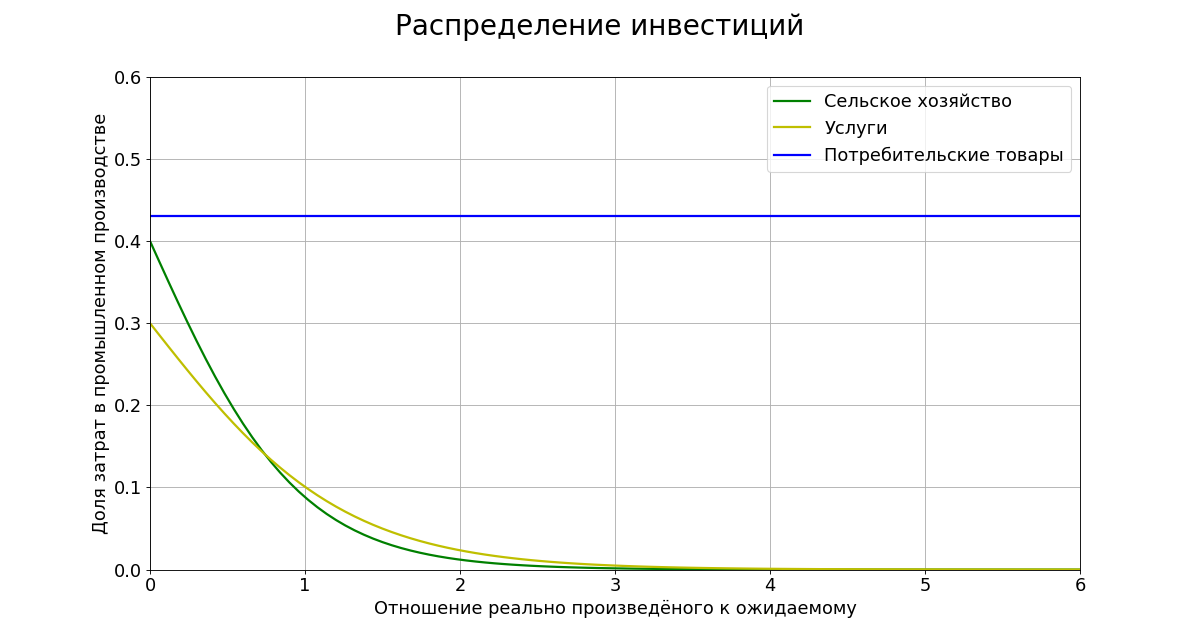 Распределение инвестиций
Доля затрат в промышленном производстве
0.6
0.5
0.4
0.3
0.2
0.1
0.0
Сельское хозяйство
Услуги
Потребительские товары
0 1 2 3 4 5 6
Отношение реально произведёного к ожидаемому